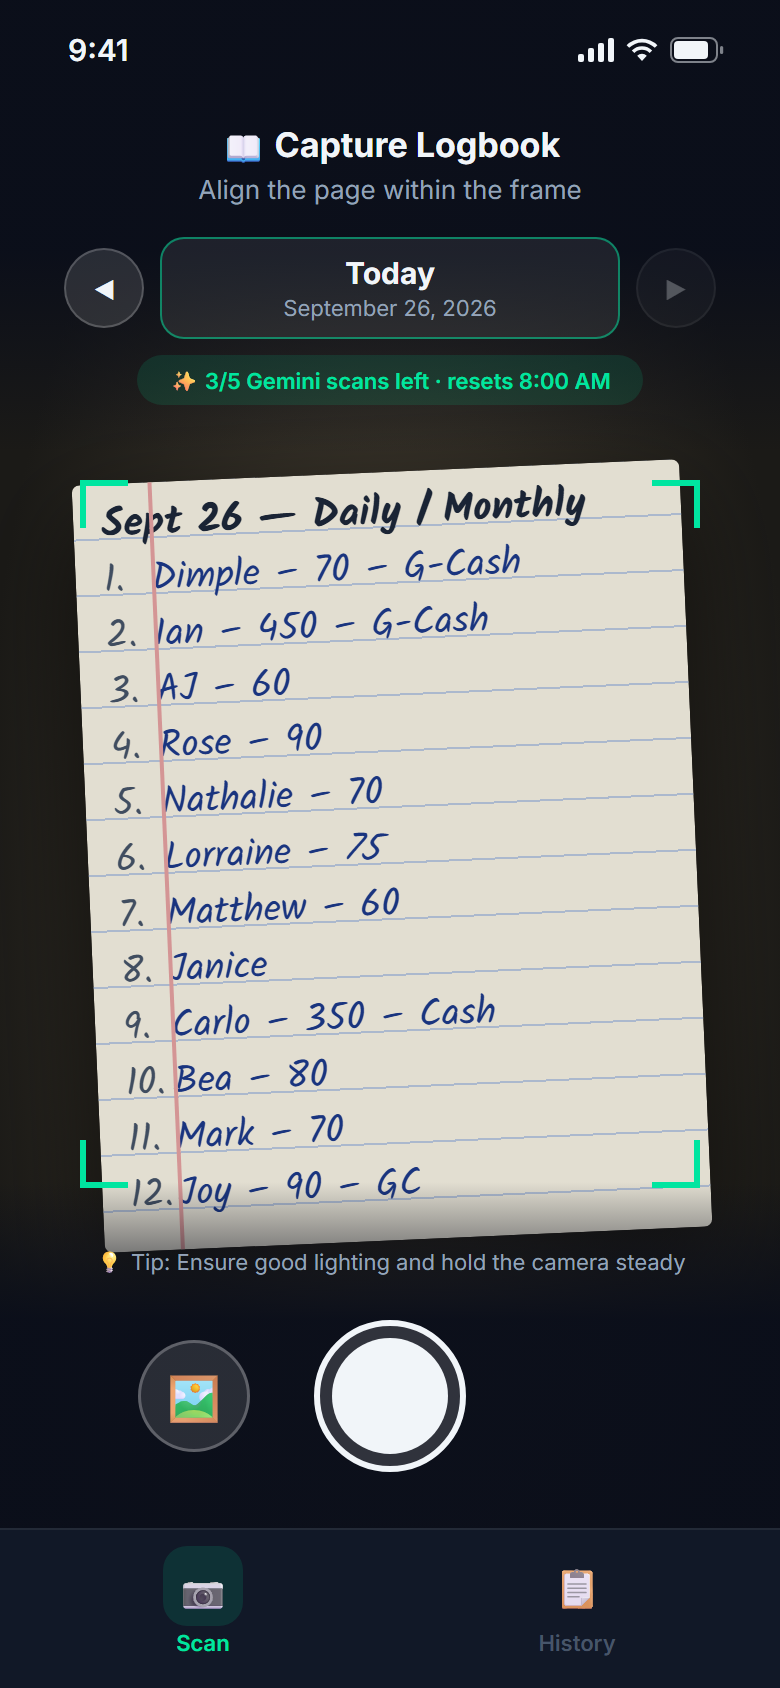 9:41
📖 Capture Logbook
Align the page within the frame
◀ Today ▶
September 26, 2026
✨ 3/5 Gemini scans left · resets 8:00 AM
Sept 26 — Daily / Monthly
1. Dimple – 70 – G-Cash
2. Ian – 450 – G-Cash
3. AJ – 60
4. Rose – 90
5. Nathalie – 70
6. Lorraine – 75
7. Matthew – 60
8. Janice
9. Carlo – 350 – Cash
10. Bea – 80
11. Mark – 70
12. Joy – 90 – GC
💡 Tip: Ensure good lighting and hold the camera steady
Scan History